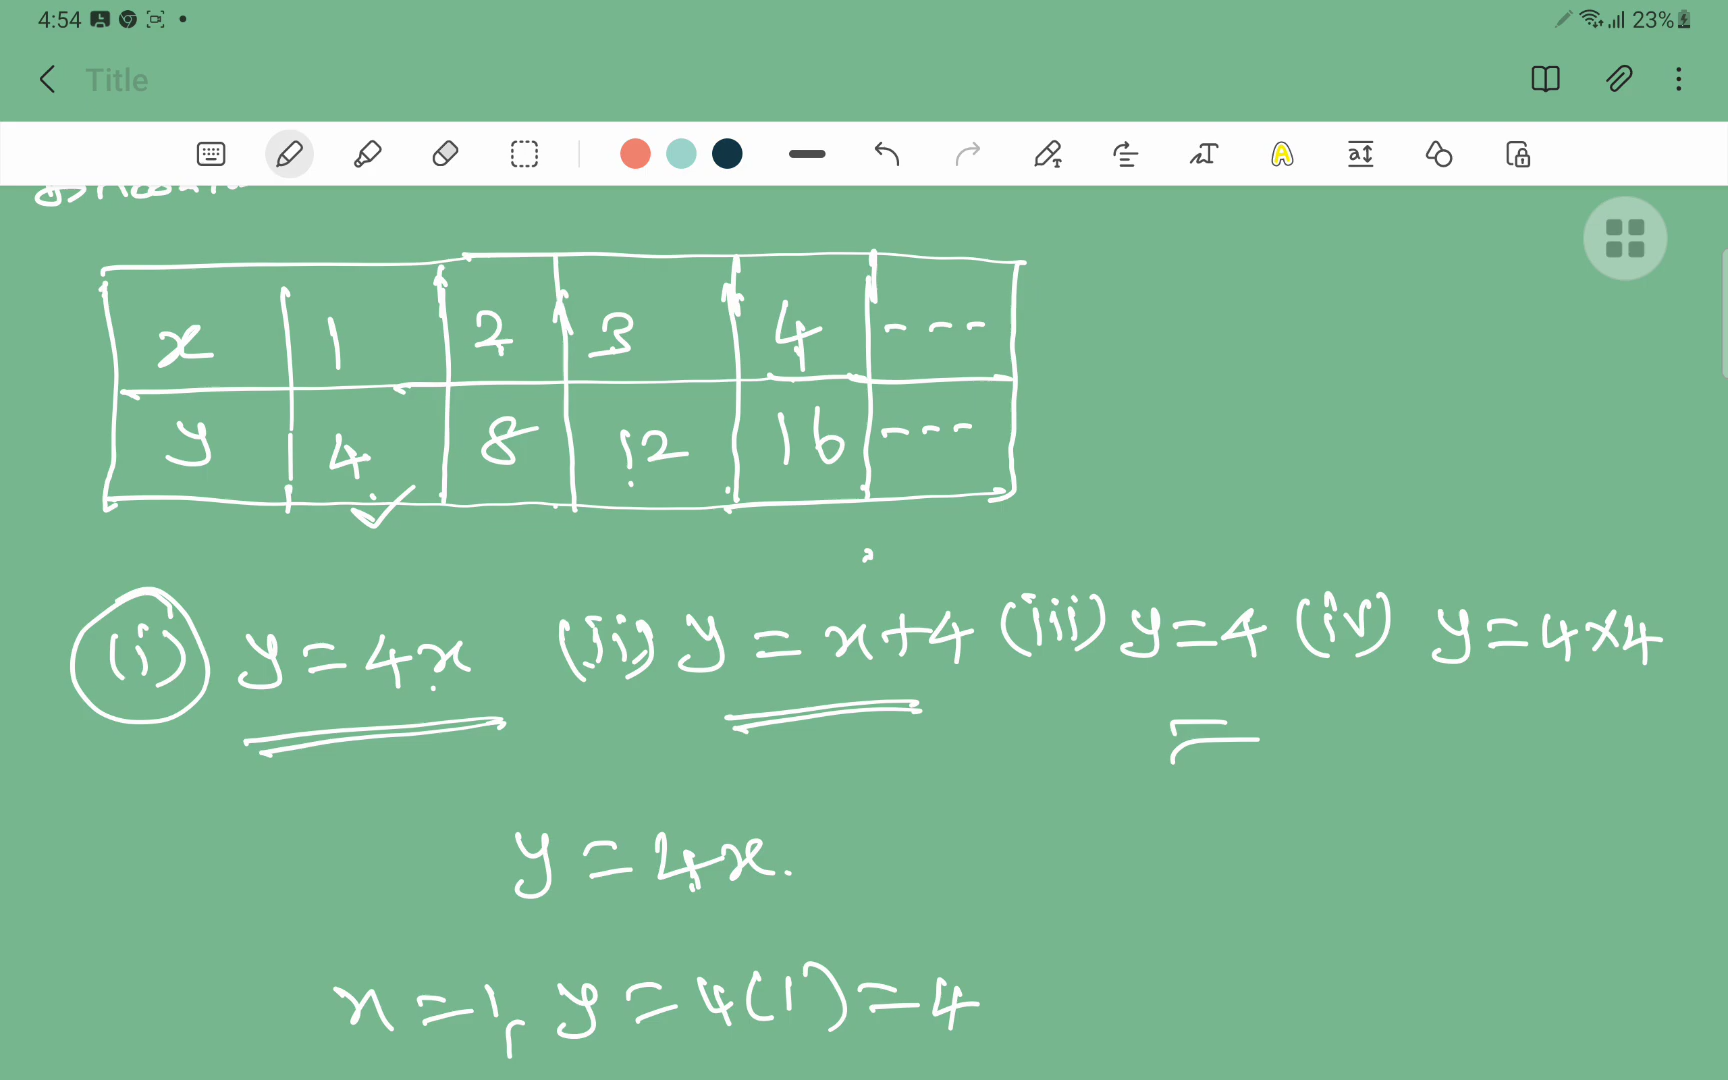 4:54 23%
Title
x 1 2 3 4 ---
y 4 8 12 16 ---
(i) y = 4x (ii) y = x+4 (iii) y = 4 (iv) y = 4×4
y = 4x.
x = 1, y = 4(1) = 4